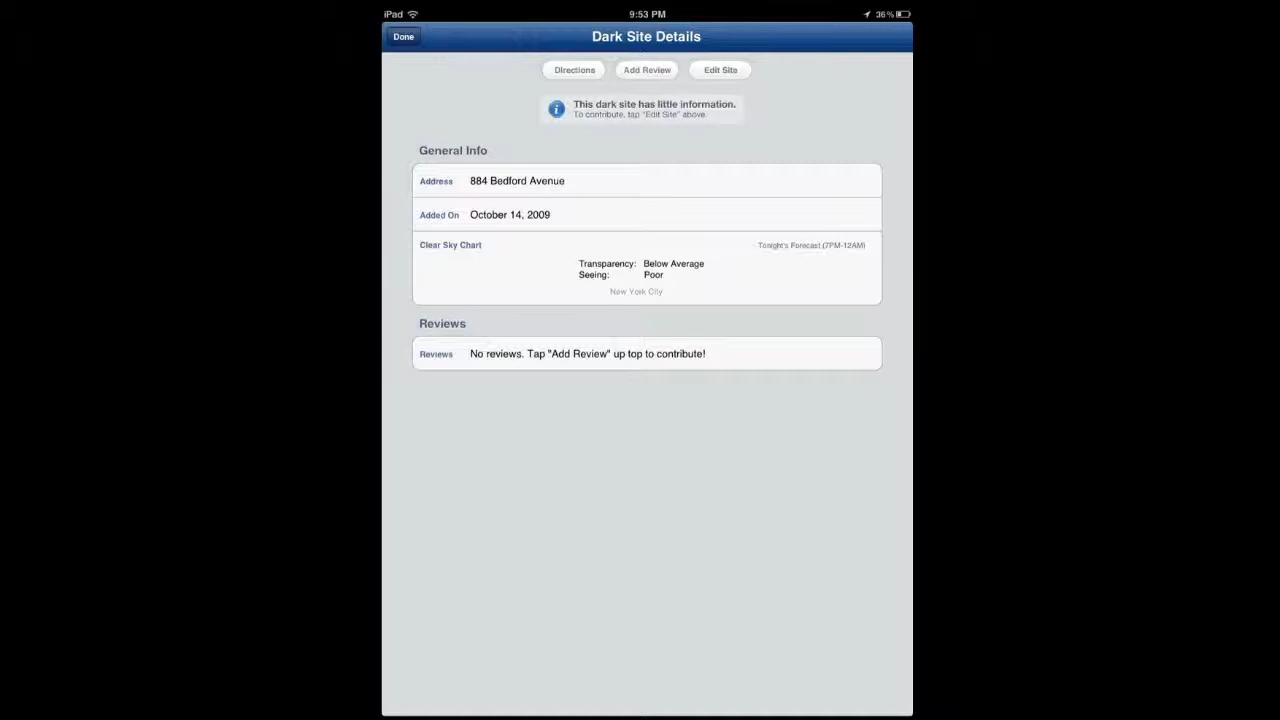 iPad 9:53 PM 36%
Done Dark Site Details
Directions Add Review Edit Site
This dark site has little information.
To contribute, tap "Edit Site" above.
General Info
Address 884 Bedford Avenue
Added On October 14, 2009
Clear Sky Chart Tonight's Forecast (7PM-12AM)
Transparency: Below Average
Seeing: Poor
New York City
Reviews
Reviews No reviews. Tap "Add Review" up top to contribute!